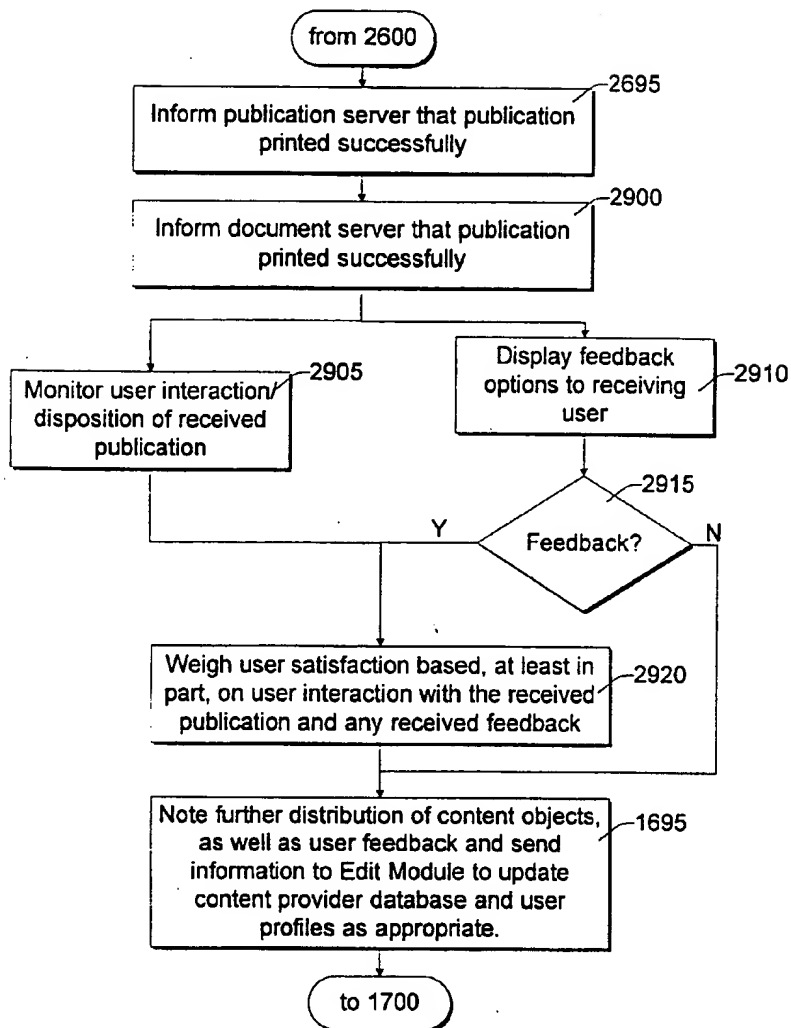 from 2600
2695
Inform publication server that publication
printed successfully
2900
Inform document server that publication
printed successfully
2905
Monitor user interaction/
disposition of received
publication
Display feedback
options to receiving
user
2910
2915
Y
Feedback?
N
Weigh user satisfaction based, at least in
part, on user interaction with the received
publication and any received feedback
2920
Note further distribution of content objects,
as well as user feedback and send
information to Edit Module to update
content provider database and user
profiles as appropriate.
1695
to 1700